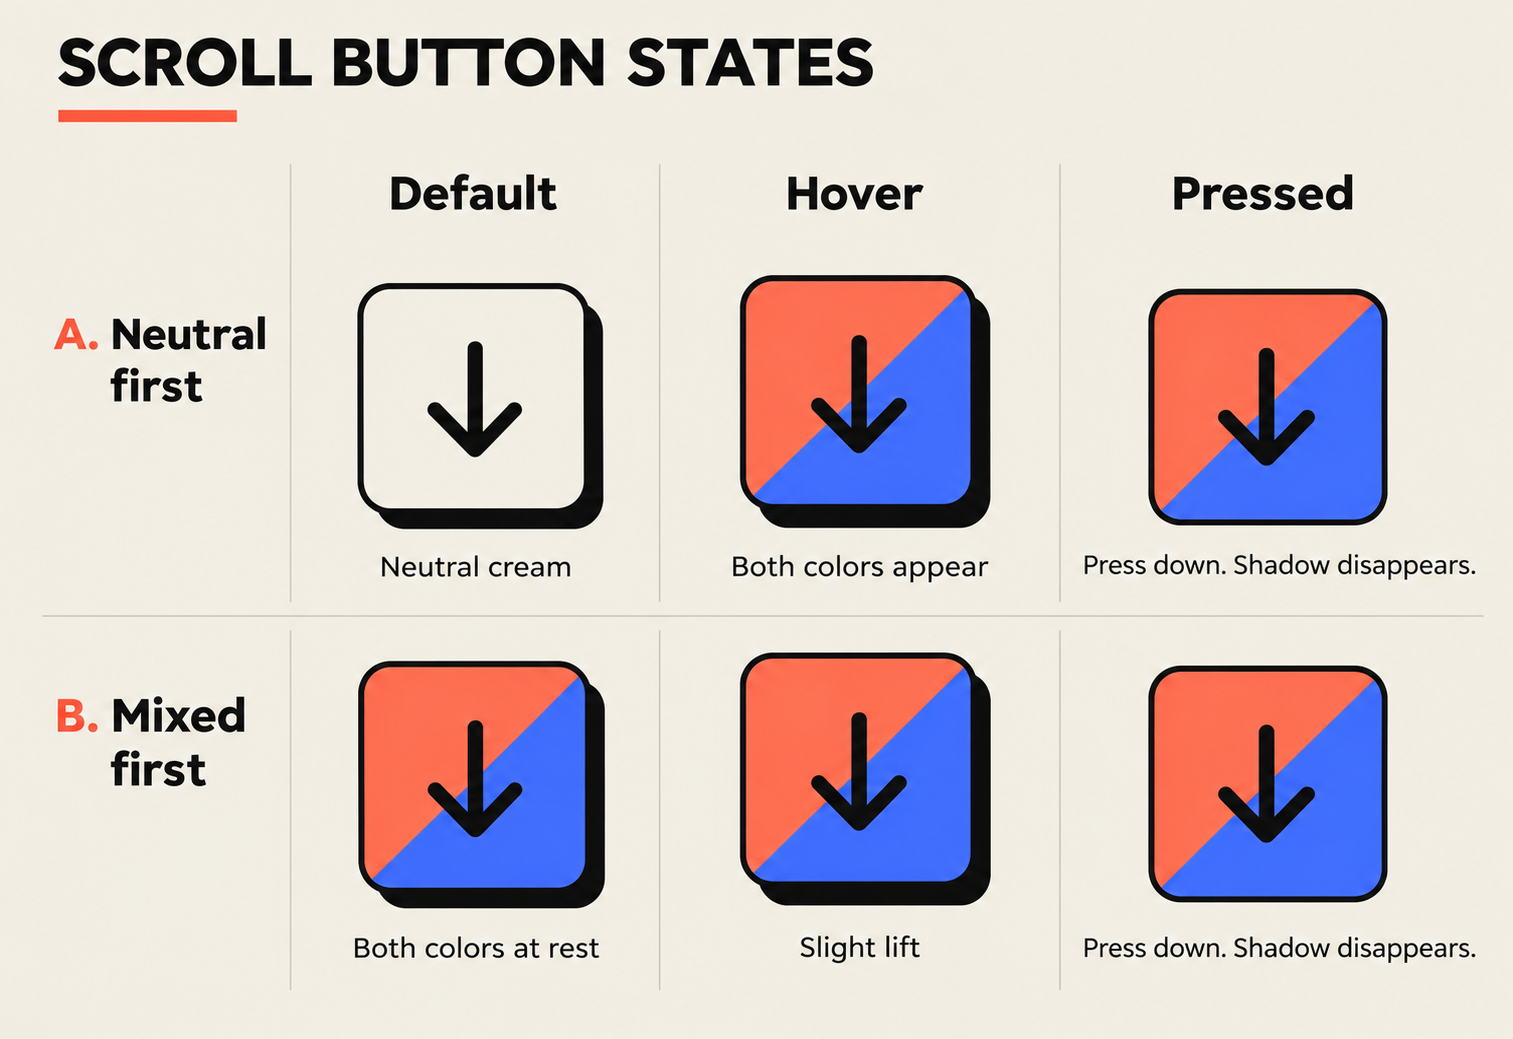 SCROLL BUTTON STATES
Default
Hover
Pressed
A. Neutral
first
Neutral cream
Both colors appear
Press down. Shadow disappears.
B. Mixed
first
Both colors at rest
Slight lift
Press down. Shadow disappears.